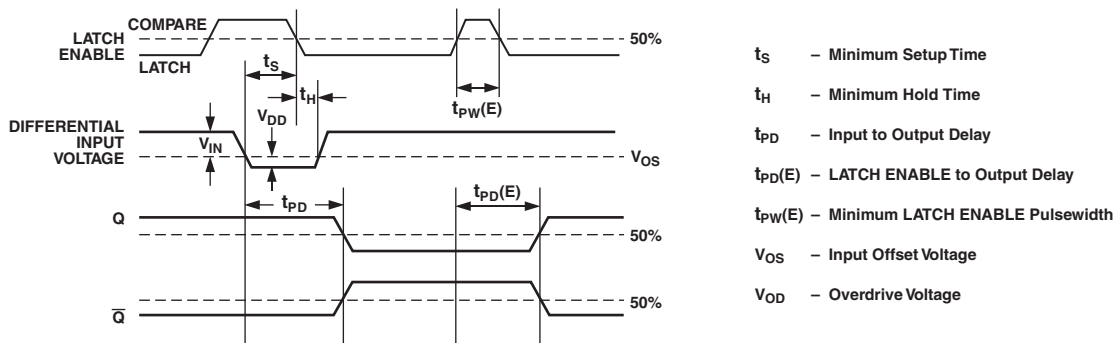 COMPARE
LATCH
ENABLE
LATCH
50%
tS
tH
VDD
tPW(E)
DIFFERENTIAL
INPUT
VOLTAGE
VIN
VOS
tPD
tPD(E)
Q
50%
Q̅
50%
tS – Minimum Setup Time
tH – Minimum Hold Time
tPD – Input to Output Delay
tPD(E) – LATCH ENABLE to Output Delay
tPW(E) – Minimum LATCH ENABLE Pulsewidth
VOS – Input Offset Voltage
VOD – Overdrive Voltage